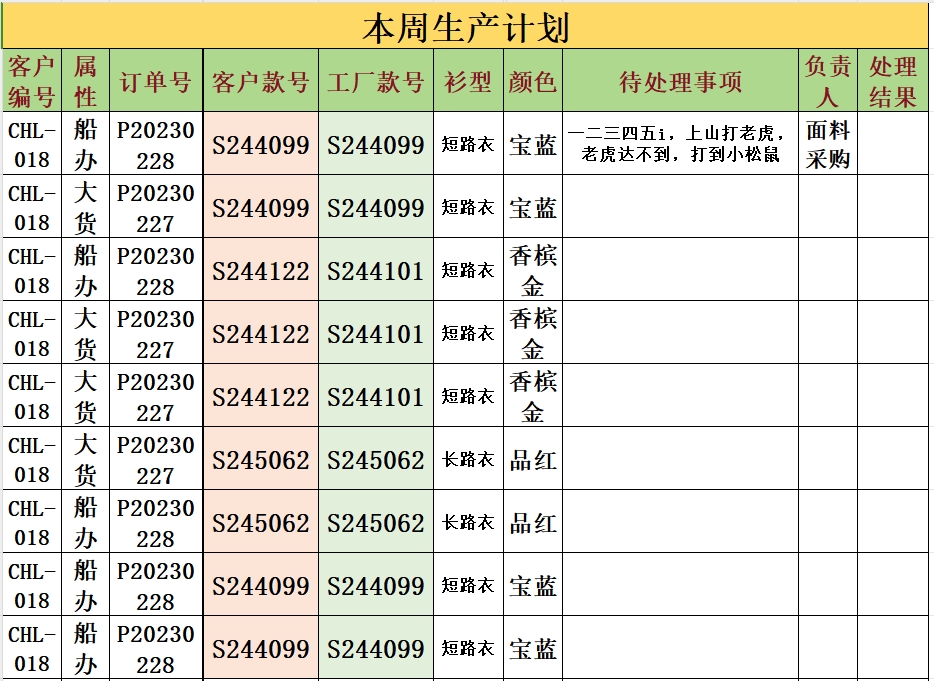 本周生产计划
客户编号 属性 订单号 客户款号 工厂款号 衫型 颜色 待处理事项 负责人 处理结果
CHL-018 船办 P20230228 S244099 S244099 短路衣 宝蓝 一二三四五i，上山打老虎，老虎达不到，打到小松鼠 面料采购
CHL-018 大货 P20230227 S244099 S244099 短路衣 宝蓝
CHL-018 船办 P20230228 S244122 S244101 短路衣 香槟金
CHL-018 大货 P20230227 S244122 S244101 短路衣 香槟金
CHL-018 大货 P20230227 S244122 S244101 短路衣 香槟金
CHL-018 大货 P20230227 S245062 S245062 长路衣 品红
CHL-018 船办 P20230228 S245062 S245062 长路衣 品红
CHL-018 船办 P20230228 S244099 S244099 短路衣 宝蓝
CHL-018 船办 P20230228 S244099 S244099 短路衣 宝蓝